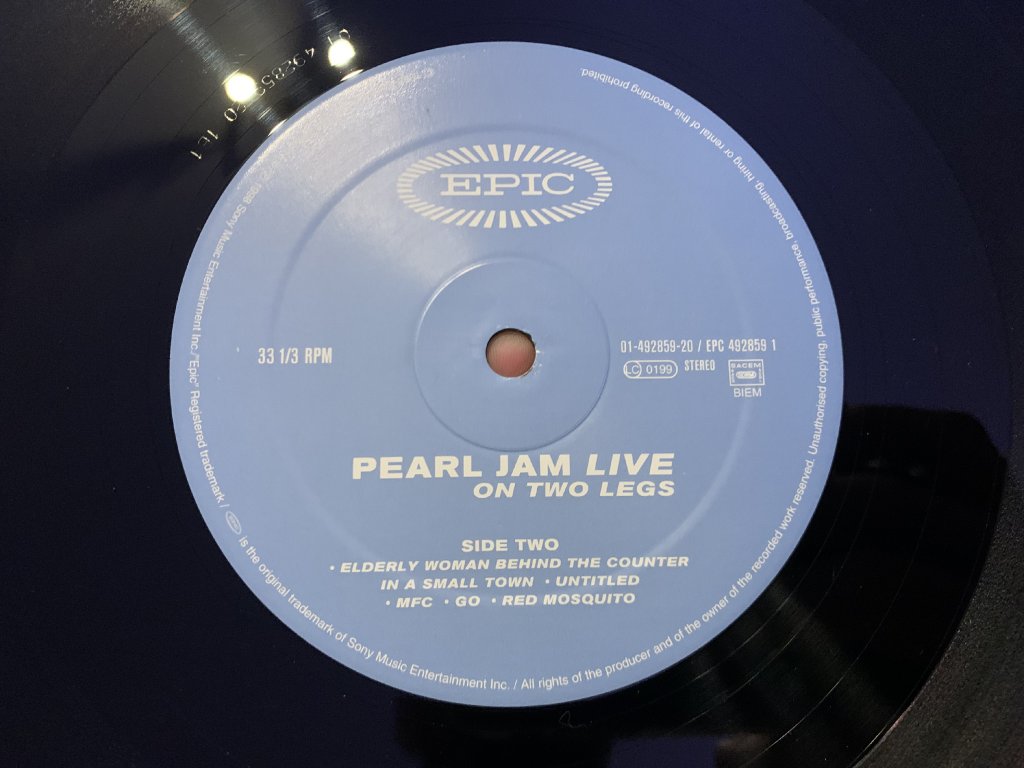 EPIC
33 1/3 RPM
01-492859-20 / EPC 492859 1
LC 0199
STEREO
SACEM
BIEM
PEARL JAM LIVE
ON TWO LEGS
SIDE TWO
• ELDERLY WOMAN BEHIND THE COUNTER
IN A SMALL TOWN • UNTITLED
• MFC • GO • RED MOSQUITO
Sony Music Entertainment Inc./"Epic" Registered trademark / EPIC is the original trademark of Sony Music Entertainment Inc. / All rights of the producer and of the owner of the recorded work reserved. Unauthorised copying, public performance, broadcasting, hiring or rental of this recording prohibited.